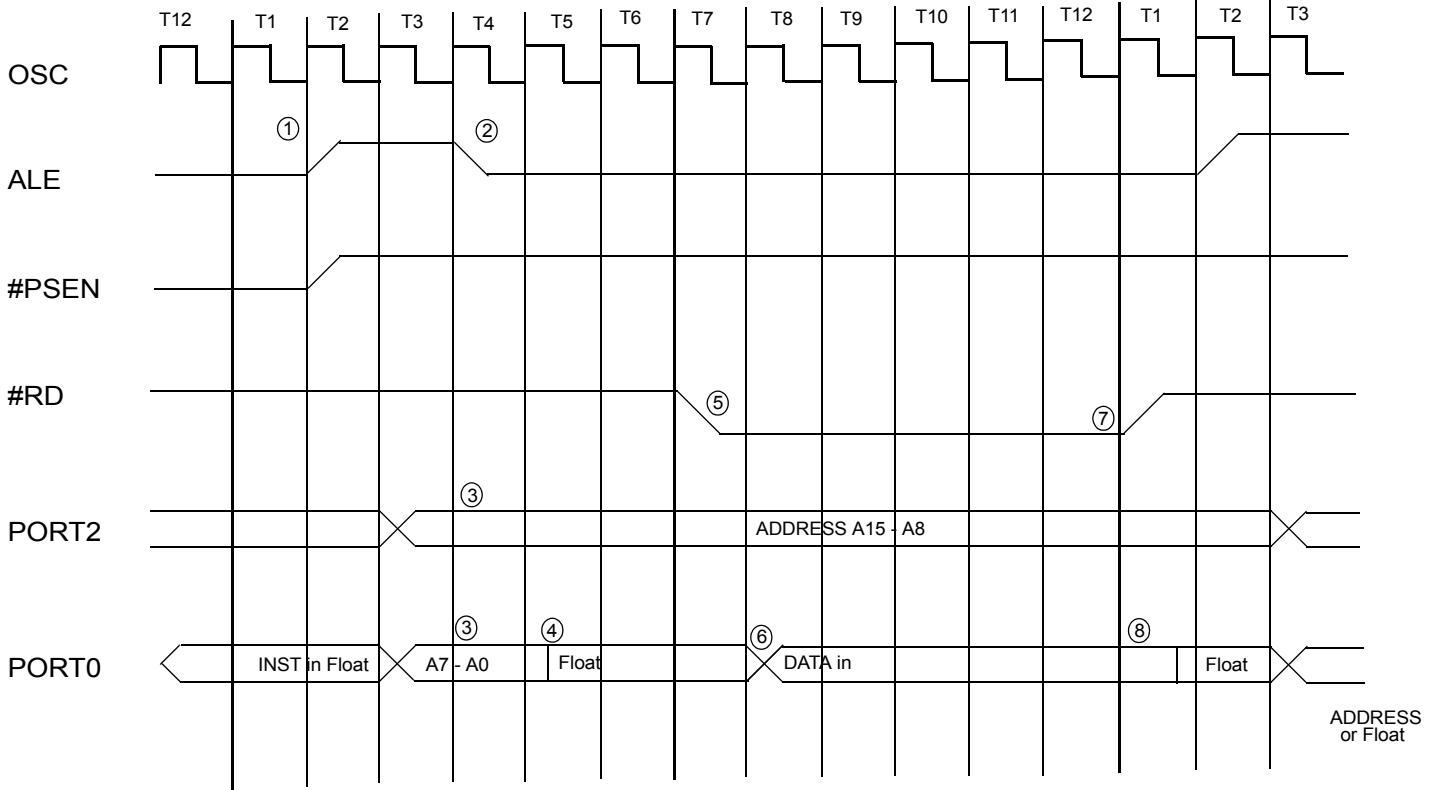 T12 T1 T2 T3 T4 T5 T6 T7 T8 T9 T10 T11 T12 T1 T2 T3
OSC
① ②
ALE
#PSEN
#RD
⑤ ⑦
③
PORT2 ADDRESS A15 - A8
③ ④ ⑥ ⑧
PORT0 INST in Float A7 - A0 Float DATA in Float
ADDRESS
or Float